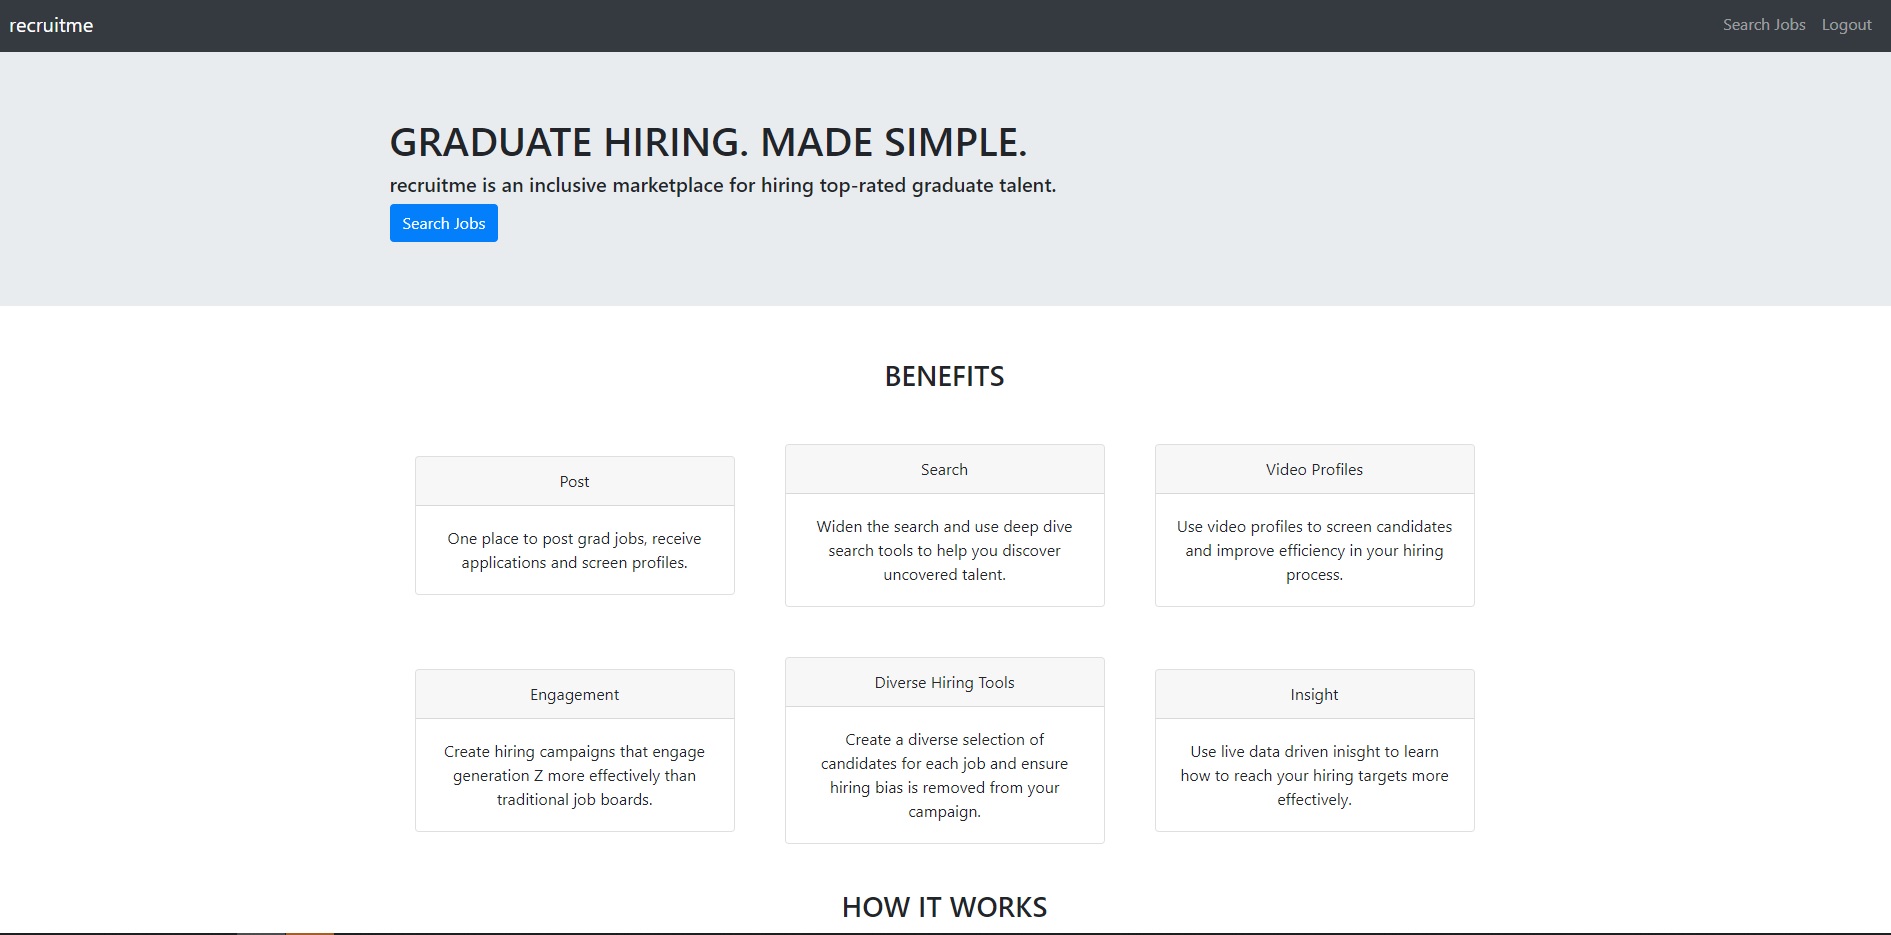 recruitme
Search Jobs
Logout
GRADUATE HIRING. MADE SIMPLE.
recruitme is an inclusive marketplace for hiring top-rated graduate talent.
Search Jobs
BENEFITS
Post
One place to post grad jobs, receive
applications and screen profiles.
Search
Widen the search and use deep dive
search tools to help you discover
uncovered talent.
Video Profiles
Use video profiles to screen candidates
and improve efficiency in your hiring
process.
Engagement
Create hiring campaigns that engage
generation Z more effectively than
traditional job boards.
Diverse Hiring Tools
Create a diverse selection of
candidates for each job and ensure
hiring bias is removed from your
campaign.
Insight
Use live data driven inisght to learn
how to reach your hiring targets more
effectively.
HOW IT WORKS